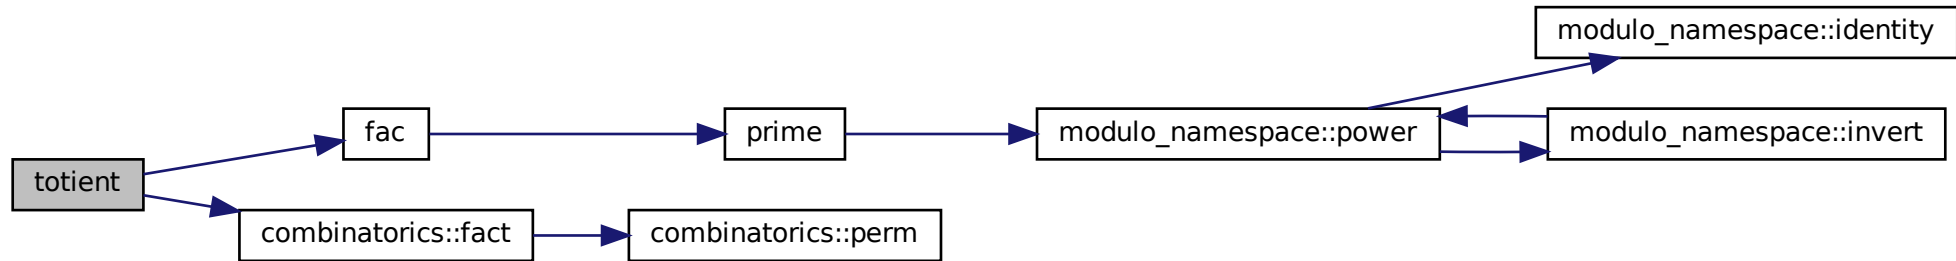 modulo_namespace::identity
fac
prime
modulo_namespace::power
modulo_namespace::invert
totient
combinatorics::fact
combinatorics::perm